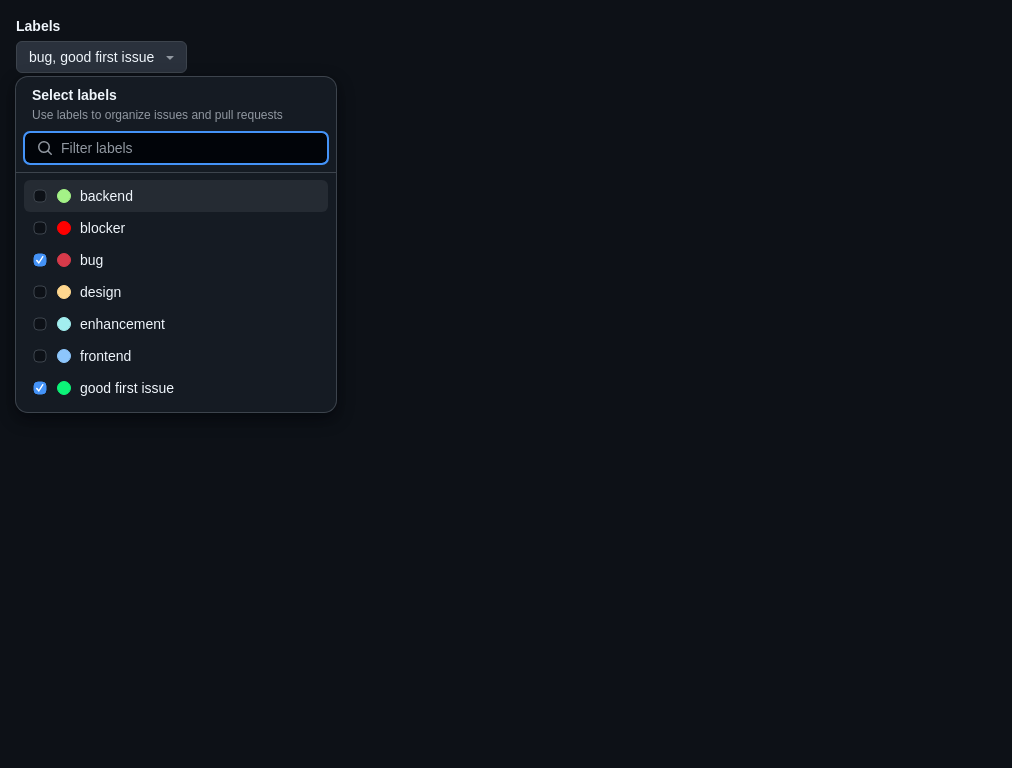 Labels
bug, good first issue
Select labels
Use labels to organize issues and pull requests
Filter labels
backend
blocker
bug
design
enhancement
frontend
good first issue